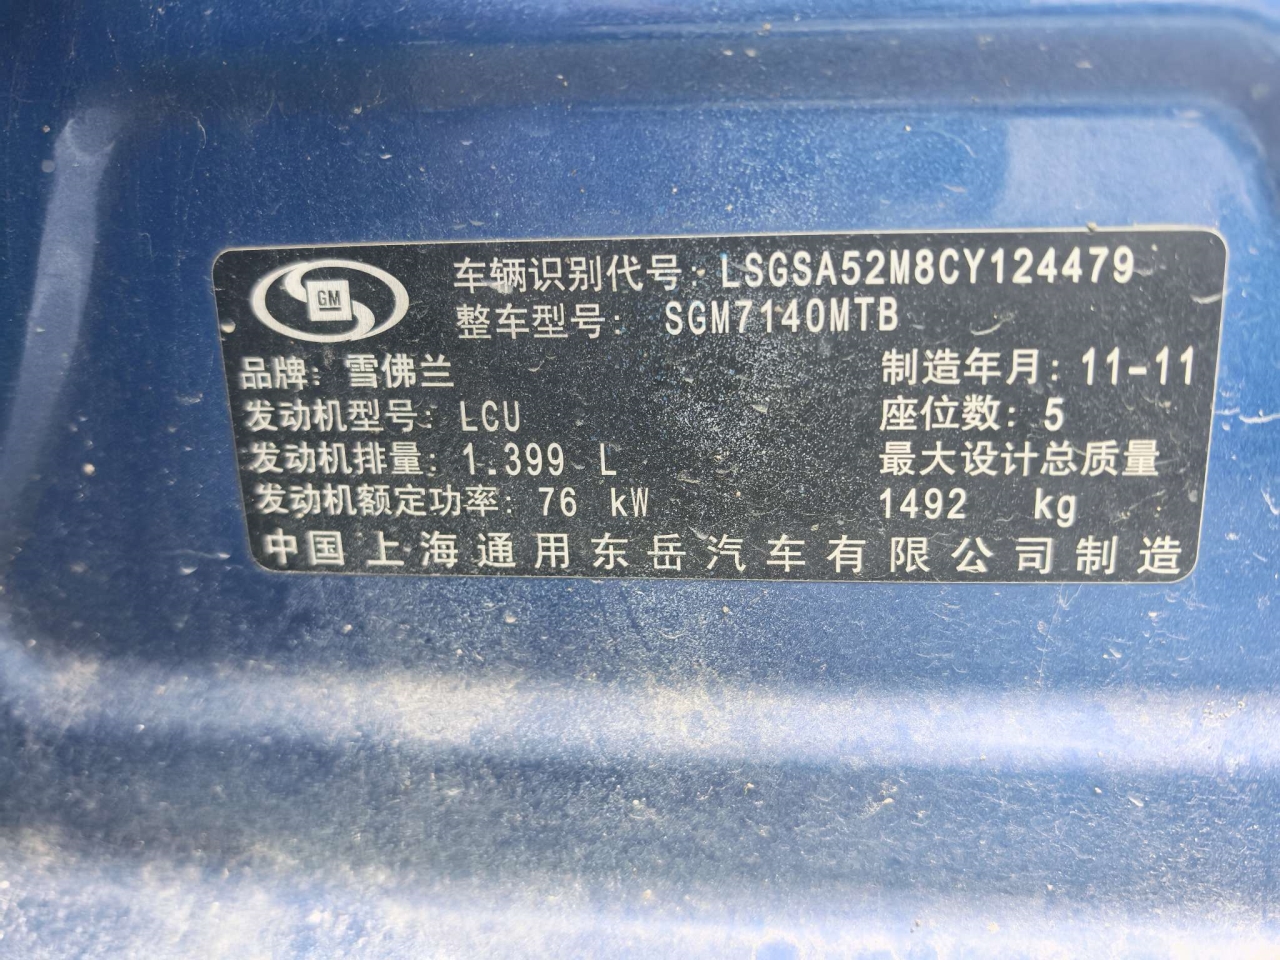 GM
车辆识别代号: LSGSA52M8CY124479
整车型号: SGM7140MTB
品牌: 雪佛兰 制造年月: 11-11
发动机型号: LCU 座位数: 5
发动机排量: 1.399 L 最大设计总质量
发动机额定功率: 76 kW 1492 kg
中国上海通用东岳汽车有限公司制造